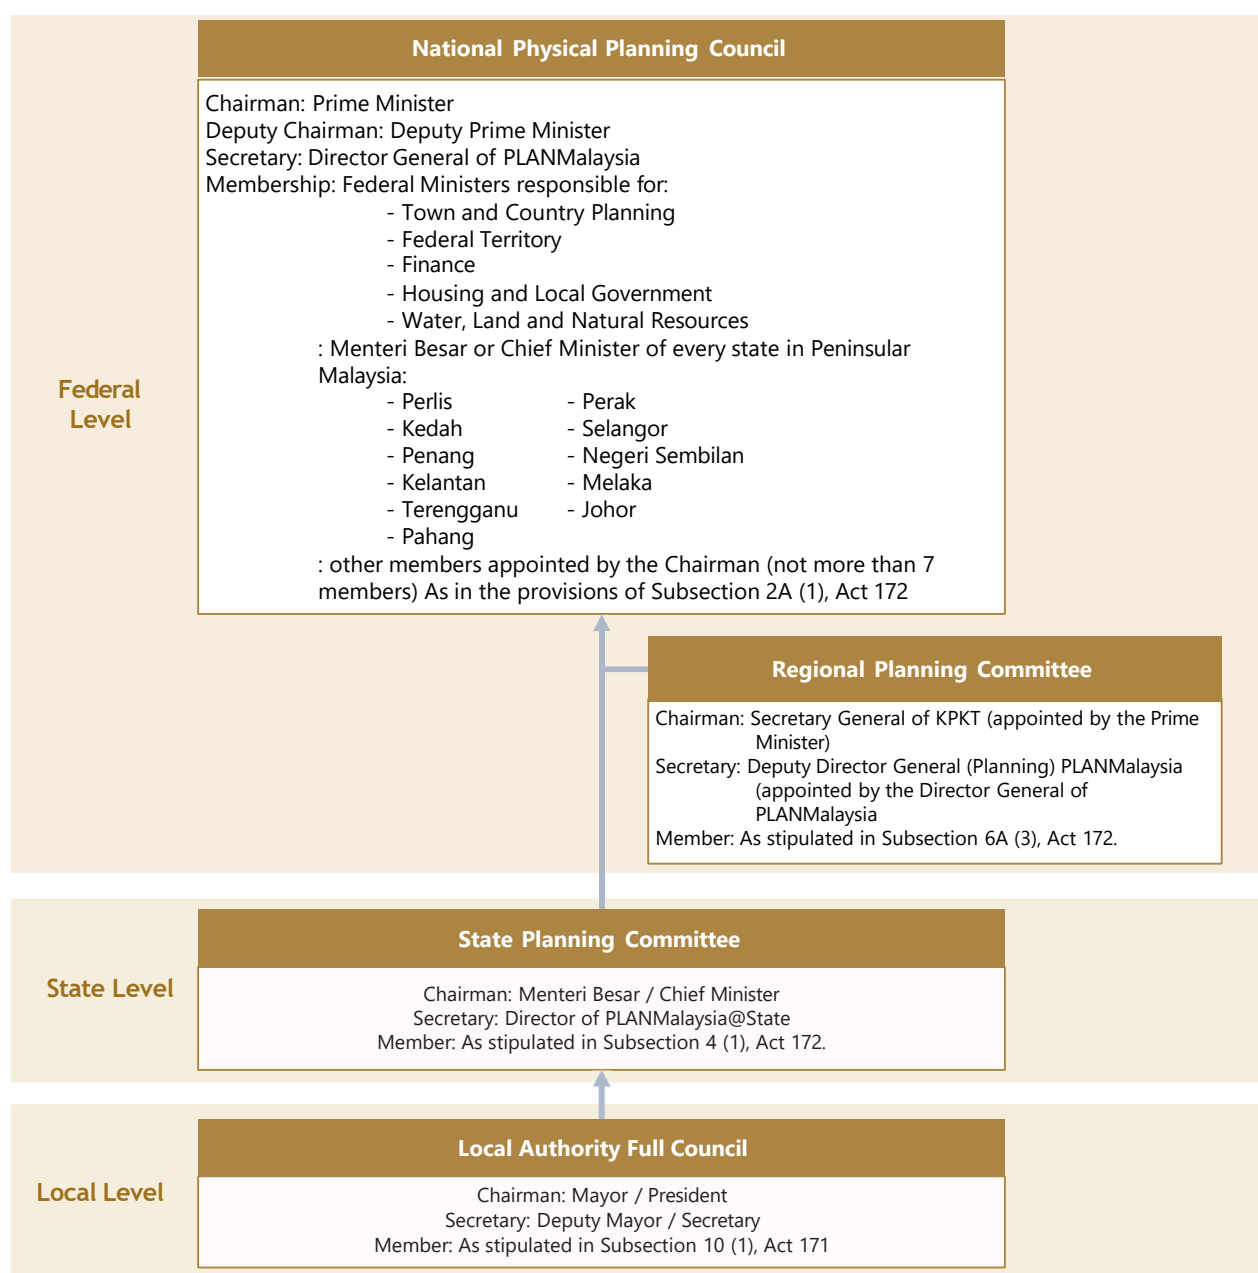 National Physical Planning Council
Chairman: Prime Minister
Deputy Chairman: Deputy Prime Minister
Secretary: Director General of PLANMalaysia
Membership: Federal Ministers responsible for:
- Town and Country Planning
- Federal Territory
- Finance
- Housing and Local Government
- Water, Land and Natural Resources
: Menteri Besar or Chief Minister of every state in Peninsular
Malaysia:
- Perlis - Perak
- Kedah - Selangor
- Penang - Negeri Sembilan
- Kelantan - Melaka
- Terengganu - Johor
- Pahang
: other members appointed by the Chairman (not more than 7
members) As in the provisions of Subsection 2A (1), Act 172
Federal
Level
Regional Planning Committee
Chairman: Secretary General of KPKT (appointed by the Prime
Minister)
Secretary: Deputy Director General (Planning) PLANMalaysia
(appointed by the Director General of
PLANMalaysia
Member: As stipulated in Subsection 6A (3), Act 172.
State Planning Committee
State Level
Chairman: Menteri Besar / Chief Minister
Secretary: Director of PLANMalaysia@State
Member: As stipulated in Subsection 4 (1), Act 172.
Local Authority Full Council
Local Level
Chairman: Mayor / President
Secretary: Deputy Mayor / Secretary
Member: As stipulated in Subsection 10 (1), Act 171